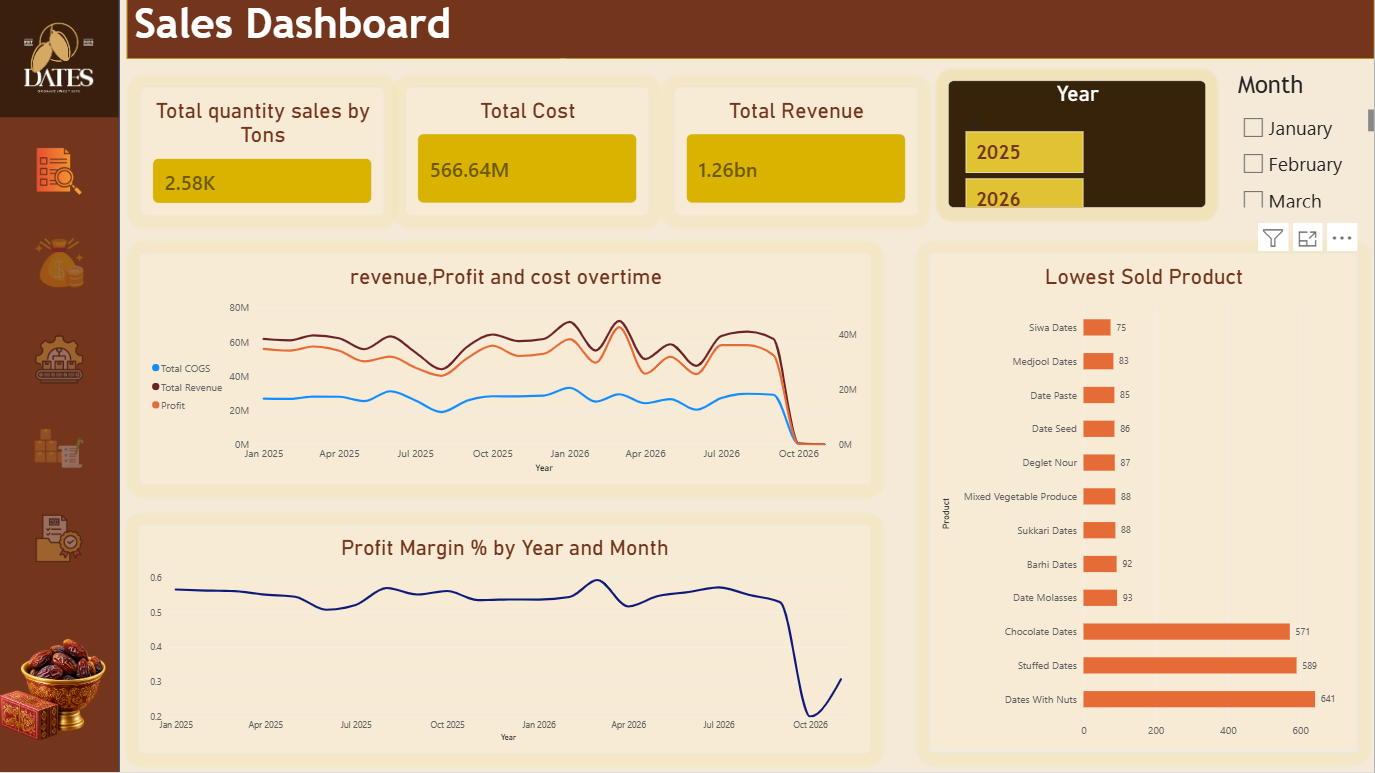 Sales Dashboard
DATES
Total quantity sales by
Tons
2.58K
Total Cost
566.64M
Total Revenue
1.26bn
Year
2025
2026
Month
January
February
March
revenue,Profit and cost overtime
Total COGS
Total Revenue
Profit
80M
60M
40M
20M
0M
40M
20M
0M
Jan 2025 Apr 2025 Jul 2025 Oct 2025 Jan 2026 Apr 2026 Jul 2026 Oct 2026
Year
Profit Margin % by Year and Month
0.6
0.5
0.4
0.3
0.2
Jan 2025 Apr 2025 Jul 2025 Oct 2025 Jan 2026 Apr 2026 Jul 2026 Oct 2026
Year
Lowest Sold Product
Product
Siwa Dates 75
Medjool Dates 83
Date Paste 85
Date Seed 86
Deglet Nour 87
Mixed Vegetable Produce 88
Sukkari Dates 88
Barhi Dates 92
Date Molasses 93
Chocolate Dates 571
Stuffed Dates 589
Dates With Nuts 641
0 200 400 600